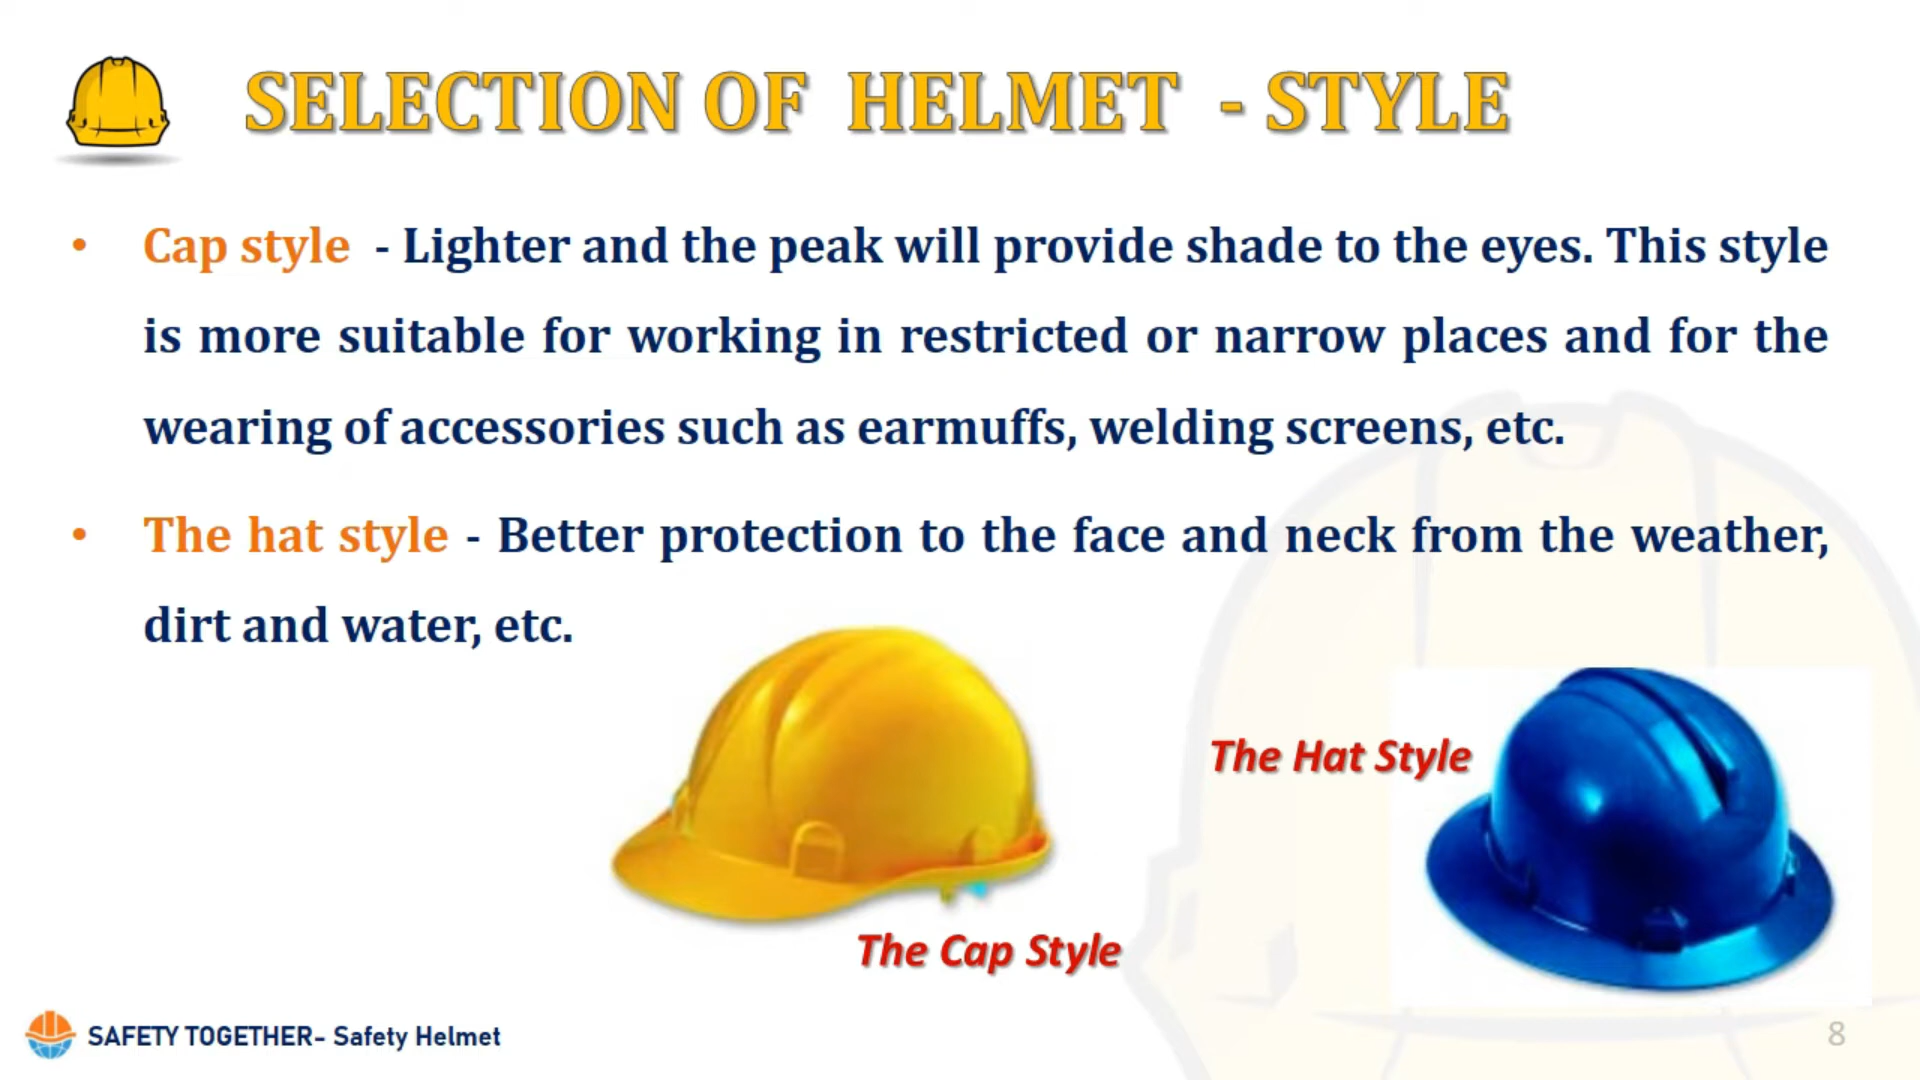 SELECTION OF HELMET - STYLE
• Cap style - Lighter and the peak will provide shade to the eyes. This style
is more suitable for working in restricted or narrow places and for the
wearing of accessories such as earmuffs, welding screens, etc.
• The hat style - Better protection to the face and neck from the weather,
dirt and water, etc.
The Hat Style
The Cap Style
SAFETY TOGETHER- Safety Helmet
8